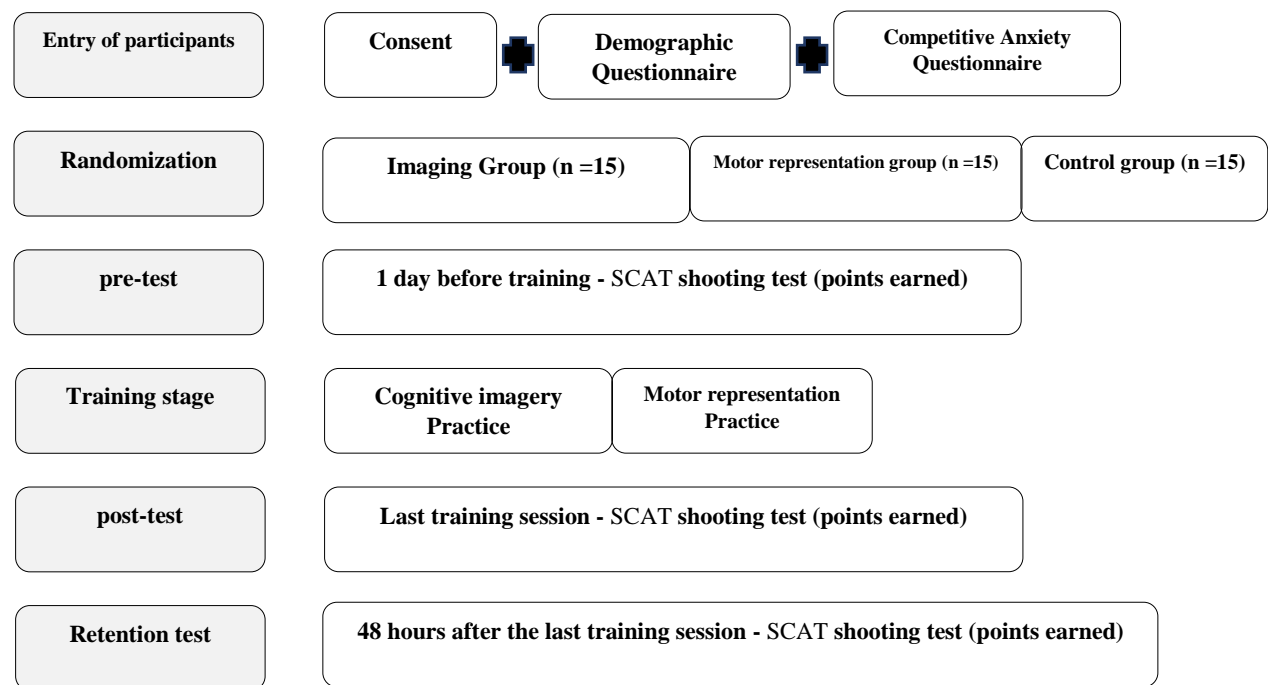 Entry of participants
Consent
Demographic
Questionnaire
Competitive Anxiety
Questionnaire
Randomization
Imaging Group (n =15)
Motor representation group (n =15)
Control group (n =15)
pre-test
1 day before training - SCAT shooting test (points earned)
Training stage
Cognitive imagery
Practice
Motor representation
Practice
post-test
Last training session - SCAT shooting test (points earned)
Retention test
48 hours after the last training session - SCAT shooting test (points earned)